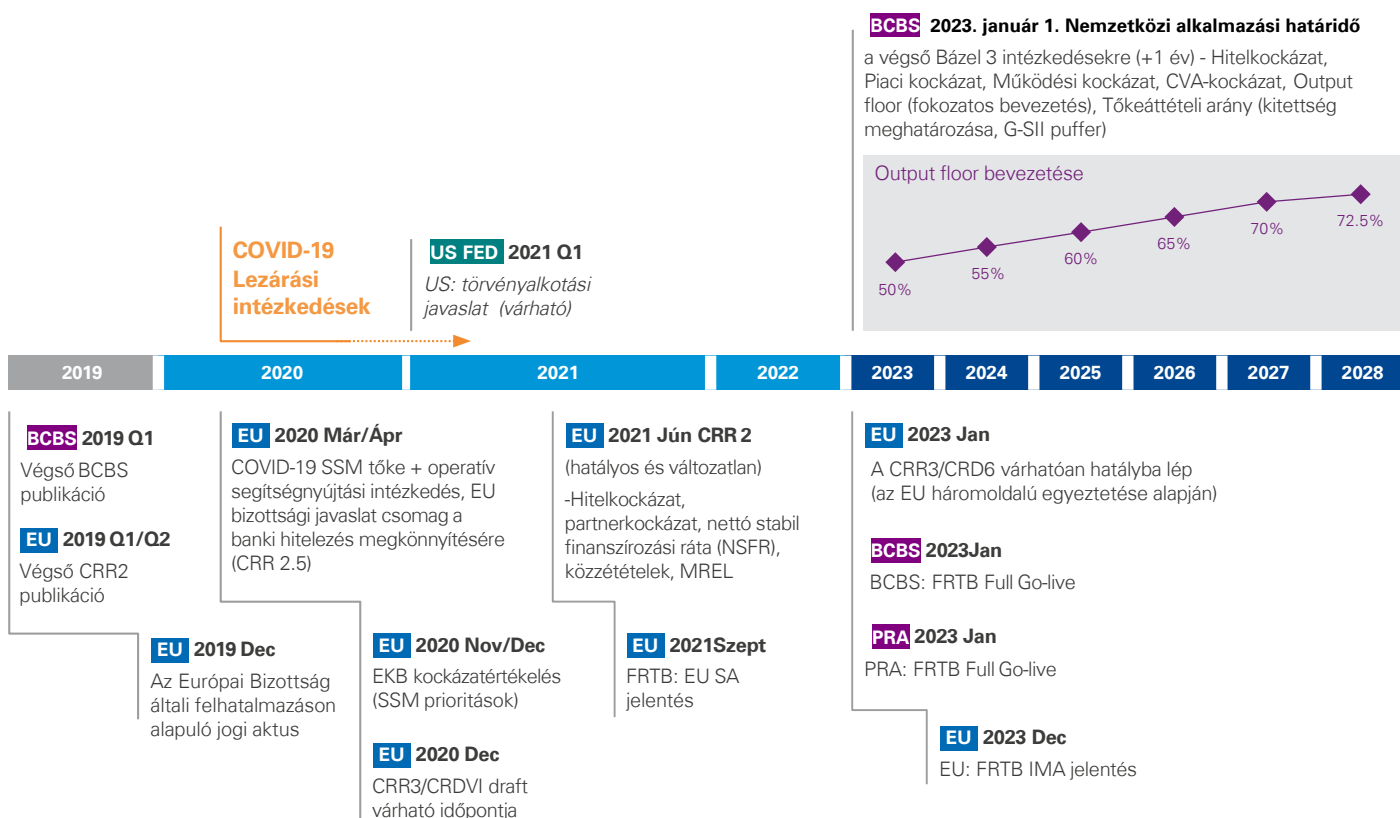 BCBS 2023. január 1. Nemzetközi alkalmazási határidő
a végső Bázel 3 intézkedésekre (+1 év) - Hitelkockázat,
Piaci kockázat, Működési kockázat, CVA-kockázat, Output
floor (fokozatos bevezetés), Tőkeáttételi arány (kitettség
meghatározása, G-SII puffer)
Output floor bevezetése
50%
55%
60%
65%
70%
72.5%
COVID-19
Lezárási
intézkedések
US FED 2021 Q1
US: törvényalkotási
javaslat (várható)
2019
2020
2021
2022
2023
2024
2025
2026
2027
2028
BCBS 2019 Q1
Végső BCBS
publikáció
EU 2019 Q1/Q2
Végső CRR2
publikáció
EU 2019 Dec
Az Európai Bizottság
általi felhatalmazáson
alapuló jogi aktus
EU 2020 Már/Ápr
COVID-19 SSM tőke + operatív
segítségnyújtási intézkedés, EU
bizottsági javaslat csomag a
banki hitelezés megkönnyítésére
(CRR 2.5)
EU 2020 Nov/Dec
EKB kockázatértékelés
(SSM prioritások)
EU 2020 Dec
CRR3/CRDVI draft
várható időpontja
EU 2021 Jún CRR 2
(hatályos és változatlan)
-Hitelkockázat,
partnerkockázat, nettó stabil
finanszírozási ráta (NSFR),
közzétételek, MREL
EU 2021Szept
FRTB: EU SA
jelentés
EU 2023 Jan
A CRR3/CRD6 várhatóan hatályba lép
(az EU háromoldalú egyeztetése alapján)
BCBS 2023Jan
BCBS: FRTB Full Go-live
PRA 2023 Jan
PRA: FRTB Full Go-live
EU 2023 Dec
EU: FRTB IMA jelentés